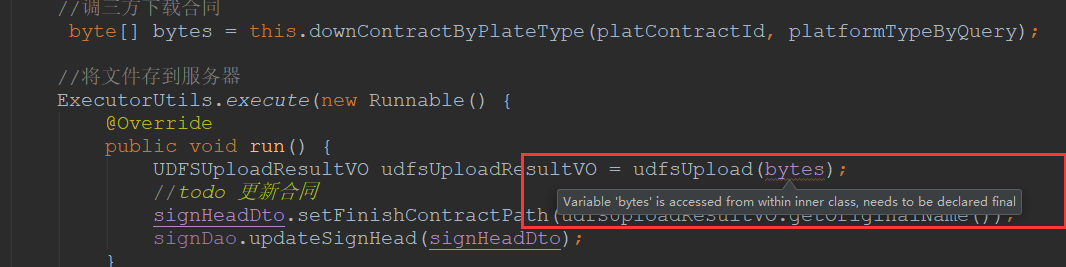 //调三方下载合同
byte[] bytes = this.downContractByPlateType(platContractId, platformTypeByQuery);
//将文件存到服务器
ExecutorUtils.execute(new Runnable() {
@Override
public void run() {
UDFSUploadResultVO udfsUploadResultVO = udfsUpload(bytes);
//todo 更新合同
Variable 'bytes' is accessed from within inner class, needs to be declared final
signHeadDto.setFinishContractPath(udfsUploadResultVO.getOriginalName());
signDao.updateSignHead(signHeadDto);
}